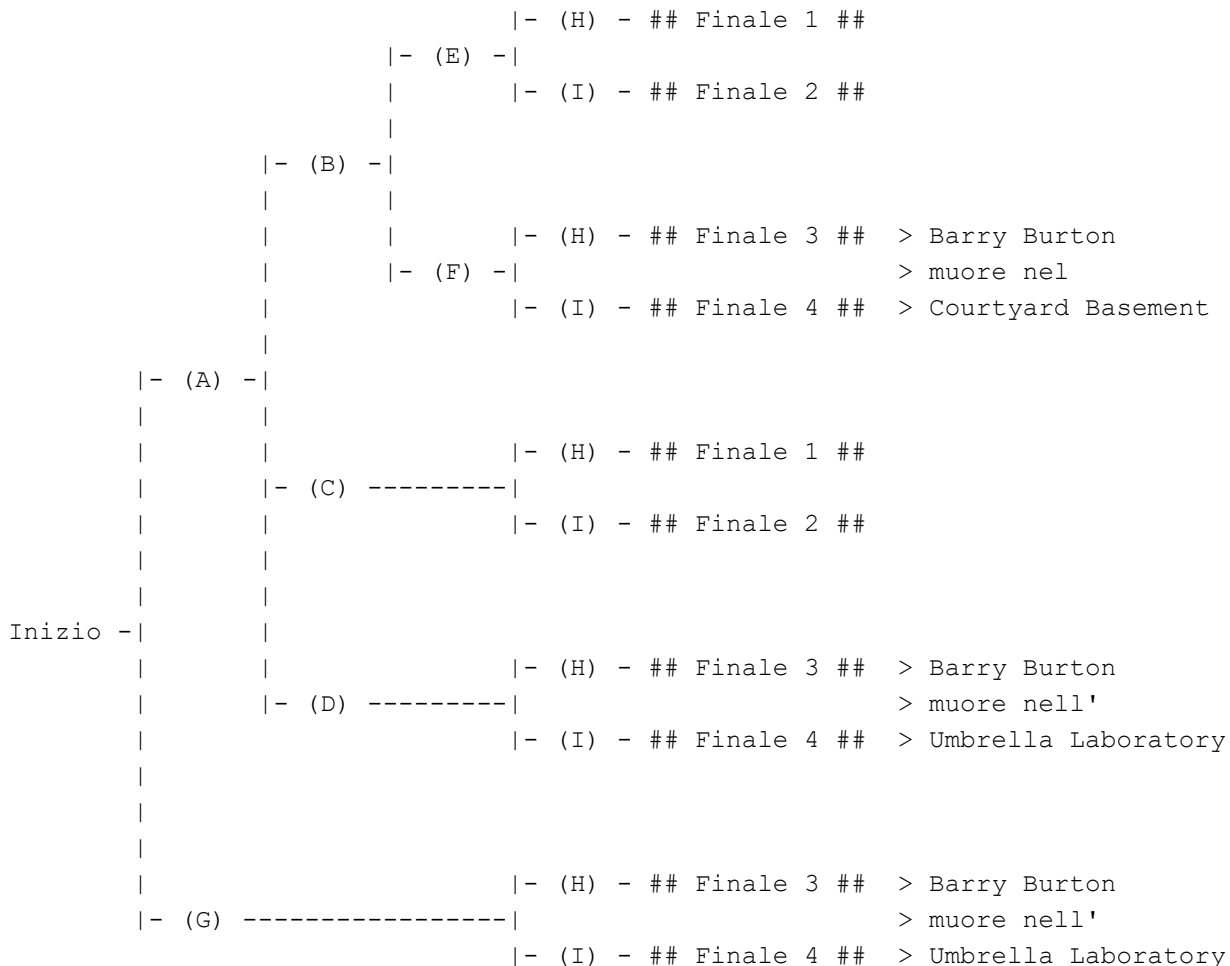 |- (H) - ## Finale 1 ##
|- (E) -|
| |- (I) - ## Finale 2 ##
|
|- (B) -|
| |
| | |- (H) - ## Finale 3 ## > Barry Burton
| |- (F) -| > muore nel
| |- (I) - ## Finale 4 ## > Courtyard Basement
|
|- (A) -|
| |
| | |- (H) - ## Finale 1 ##
| |- (C) ---------|
| | |- (I) - ## Finale 2 ##
| |
| |
Inizio -| |
| | |- (H) - ## Finale 3 ## > Barry Burton
| |- (D) ---------| > muore nell'
| |- (I) - ## Finale 4 ## > Umbrella Laboratory
|
|
|
| |- (H) - ## Finale 3 ## > Barry Burton
|- (G) -----------------| > muore nell'
|- (I) - ## Finale 4 ## > Umbrella Laboratory